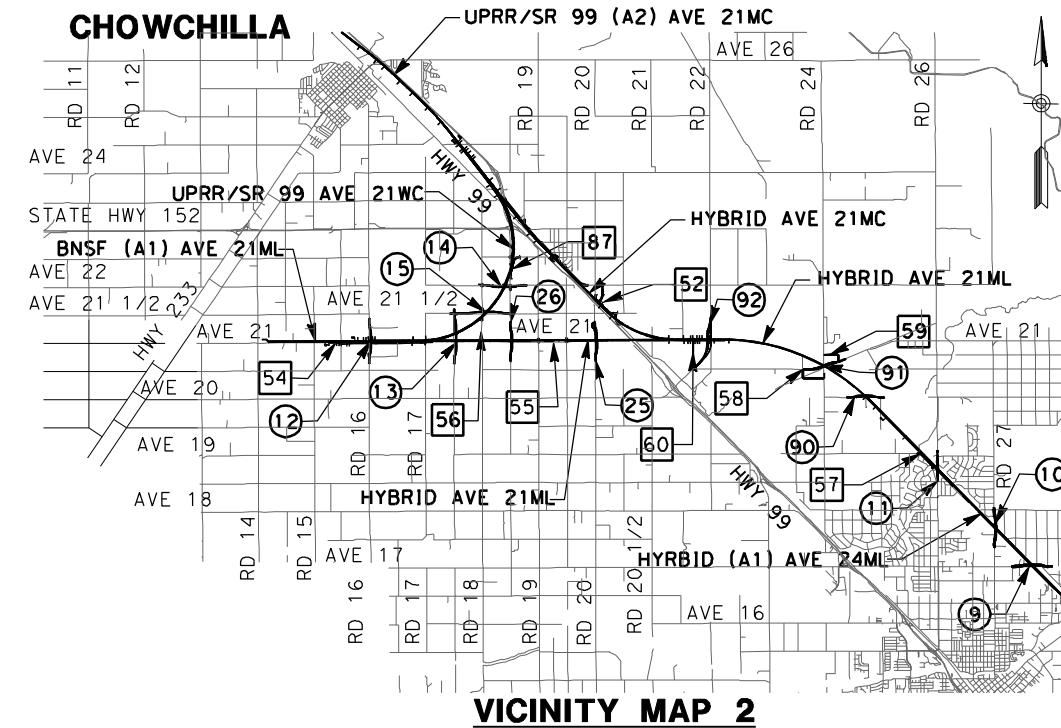 CHOWCHILLA
UPRR/SR 99 (A2) AVE 21MC
AVE 26
RD 11
RD 12
RD 19
RD 20
RD 21
RD 22
RD 24
RD 26
AVE 24
HWY 99
UPRR/SR 99 AVE 21WC
STATE HWY 152
HYBRID AVE 21MC
BNSF (A1) AVE 21ML
14
87
15
AVE 22
HYBRID AVE 21ML
52
92
26
AVE 21 1/2
AVE 21 1/2
HWY 233
AVE 21
AVE 21
59
AVE 21
54
91
13
58
AVE 20
12
56
55
25
60
90
AVE 19
RD 16
RD 17
RD 27
10
57
HWY 99
AVE 18
HYBRID AVE 21ML
11
RD 14
RD 15
AVE 17
RD 20 1/2
HYRBID (A1) AVE 24ML
RD 16
RD 17
RD 18
RD 19
RD 20
AVE 16
9
VICINITY MAP 2